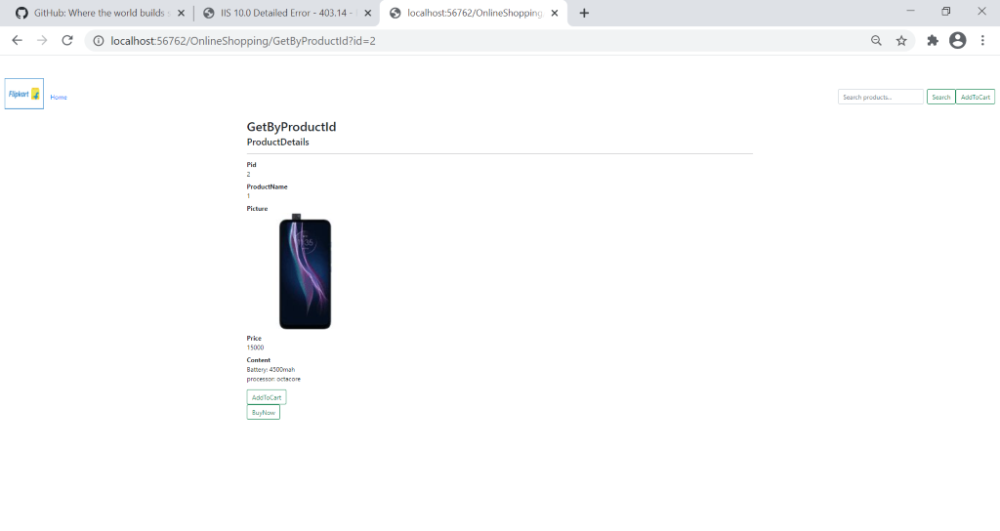 GitHub: Where the world builds s
IIS 10.0 Detailed Error - 403.14 -
localhost:56762/OnlineShopping
localhost:56762/OnlineShopping/GetByProductId?id=2
Flipkart
Home
Search products..
Search
AddToCart
GetByProductId
ProductDetails
Pid
2
ProductName
1
Picture
Price
15000
Content
Battery: 4500mah
processor: octacore
AddToCart
BuyNow